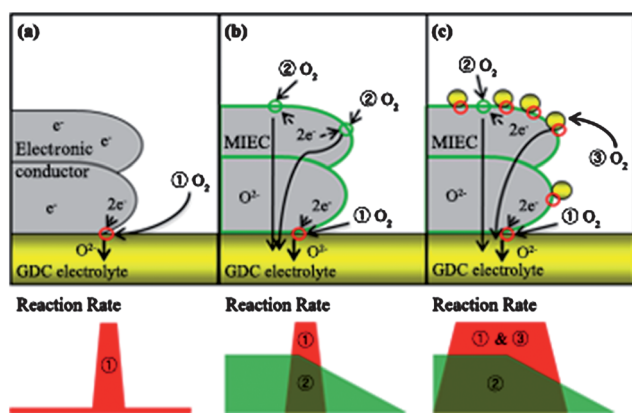 (a)
e⁻
e⁻
Electronic
conductor
① O₂
e⁻
2e⁻
O²⁻
GDC electrolyte
Reaction Rate
①
(b)
② O₂
② O₂
MIEC
2e⁻
O²⁻
① O₂
2e⁻
O²⁻
GDC electrolyte
Reaction Rate
①
②
(c)
② O₂
MIEC
2e⁻
③ O₂
O²⁻
① O₂
2e⁻
O²⁻
GDC electrolyte
Reaction Rate
① & ③
②